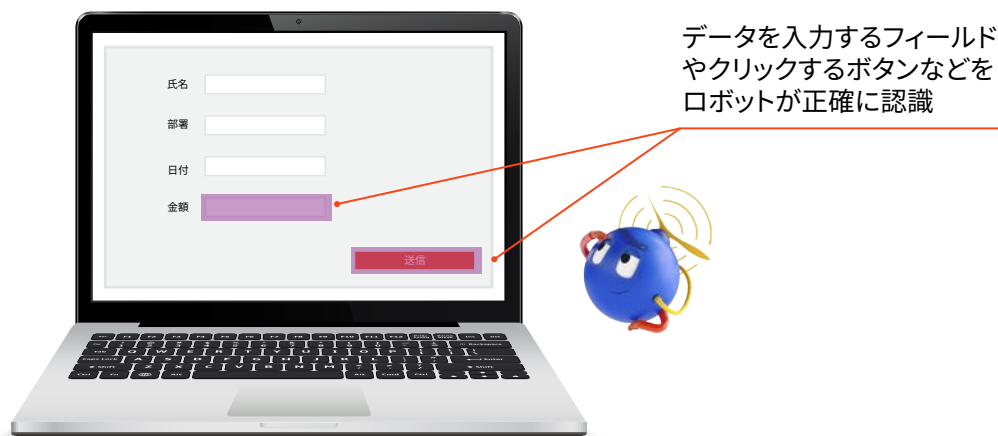 データを入力するフィールド
やクリックするボタンなどを
ロボットが正確に認識
氏名
部署
日付
金額
送信
Q W E R T Y U I O P
A S D F G H J K L
Z X C V B N M